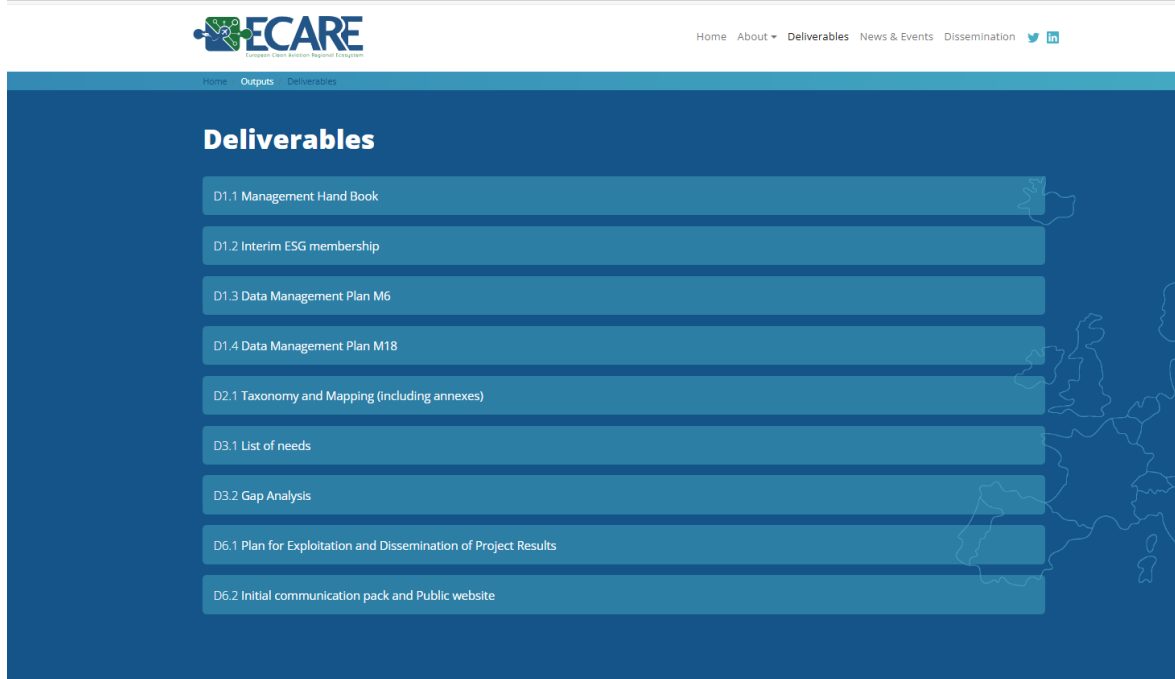 ECARE
European Clean Aviation Regional Ecosystem
Home About Deliverables News & Events Dissemination
Home / Outputs / Deliverables
Deliverables
D1.1 Management Hand Book
D1.2 Interim ESG membership
D1.3 Data Management Plan M6
D1.4 Data Management Plan M18
D2.1 Taxonomy and Mapping (including annexes)
D3.1 List of needs
D3.2 Gap Analysis
D6.1 Plan for Exploitation and Dissemination of Project Results
D6.2 Initial communication pack and Public website